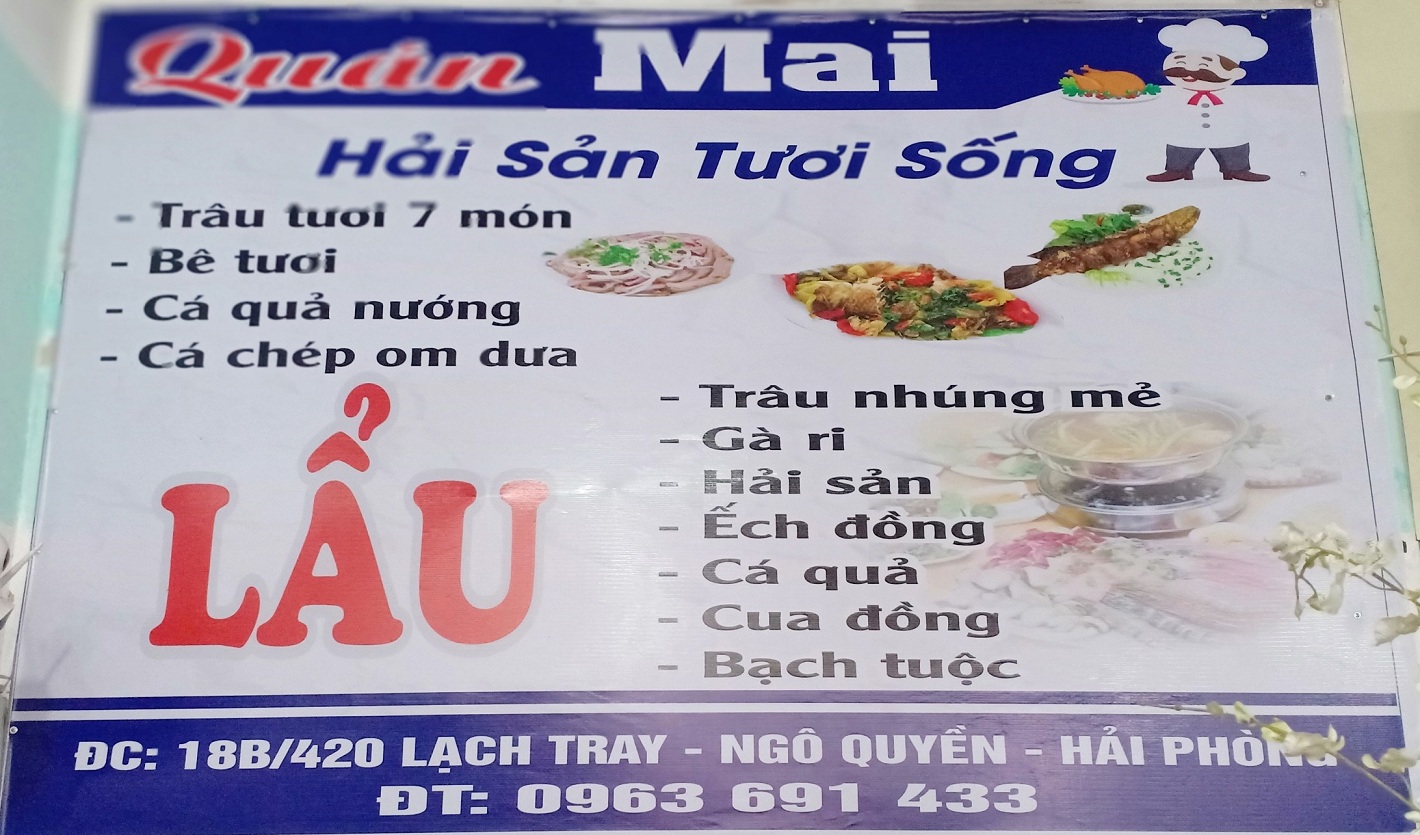 Quán Mai
Hải Sản Tươi Sống
- Trâu tươi 7 món
- Bê tươi
- Cá quả nướng
- Cá chép om dưa
LẨU
- Trâu nhúng mẻ
- Gà ri
- Hải sản
- Ếch đồng
- Cá quả
- Cua đồng
- Bạch tuộc
ĐC: 18B/420 LẠCH TRAY - NGÔ QUYỀN - HẢI PHÒNG
ĐT: 0963 691 433